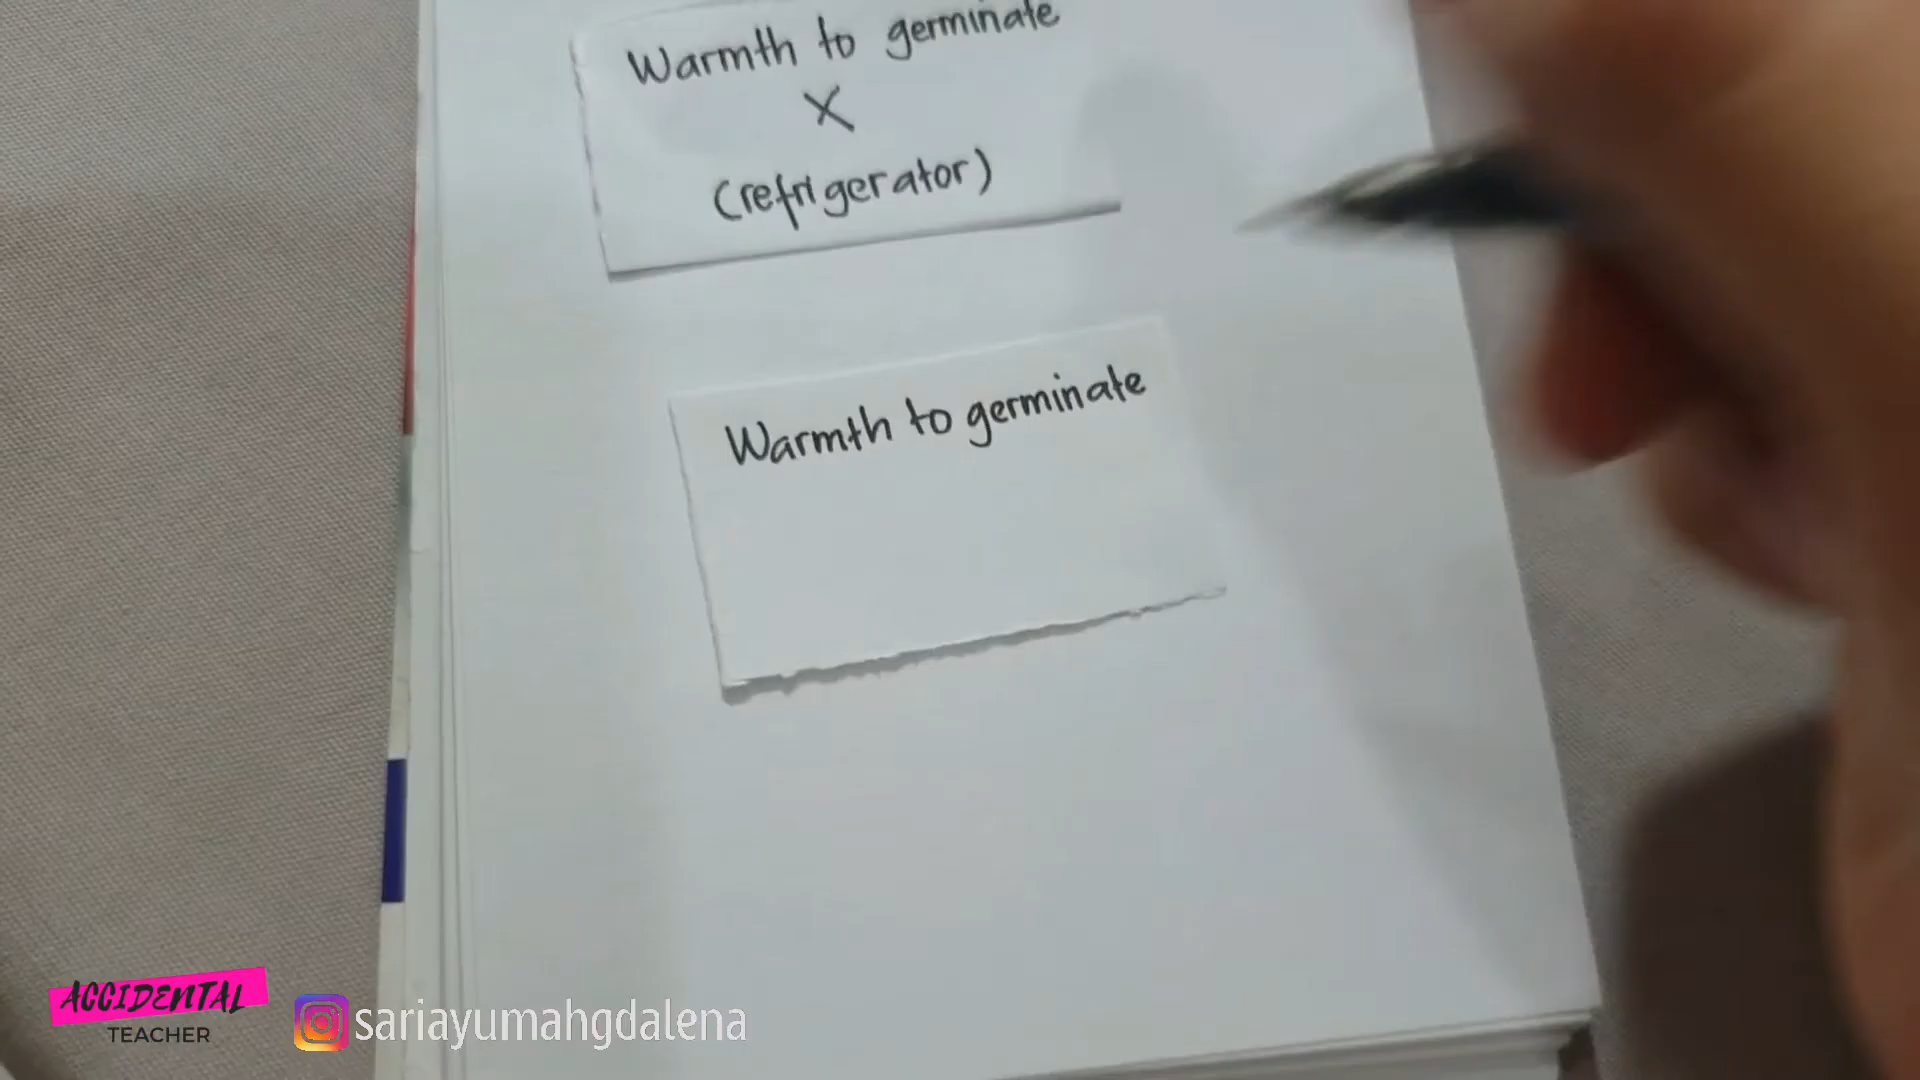 Warmth to germinate
X
(refrigerator)
Warmth to germinate
ACCIDENTAL
TEACHER
sariayumahgdalena